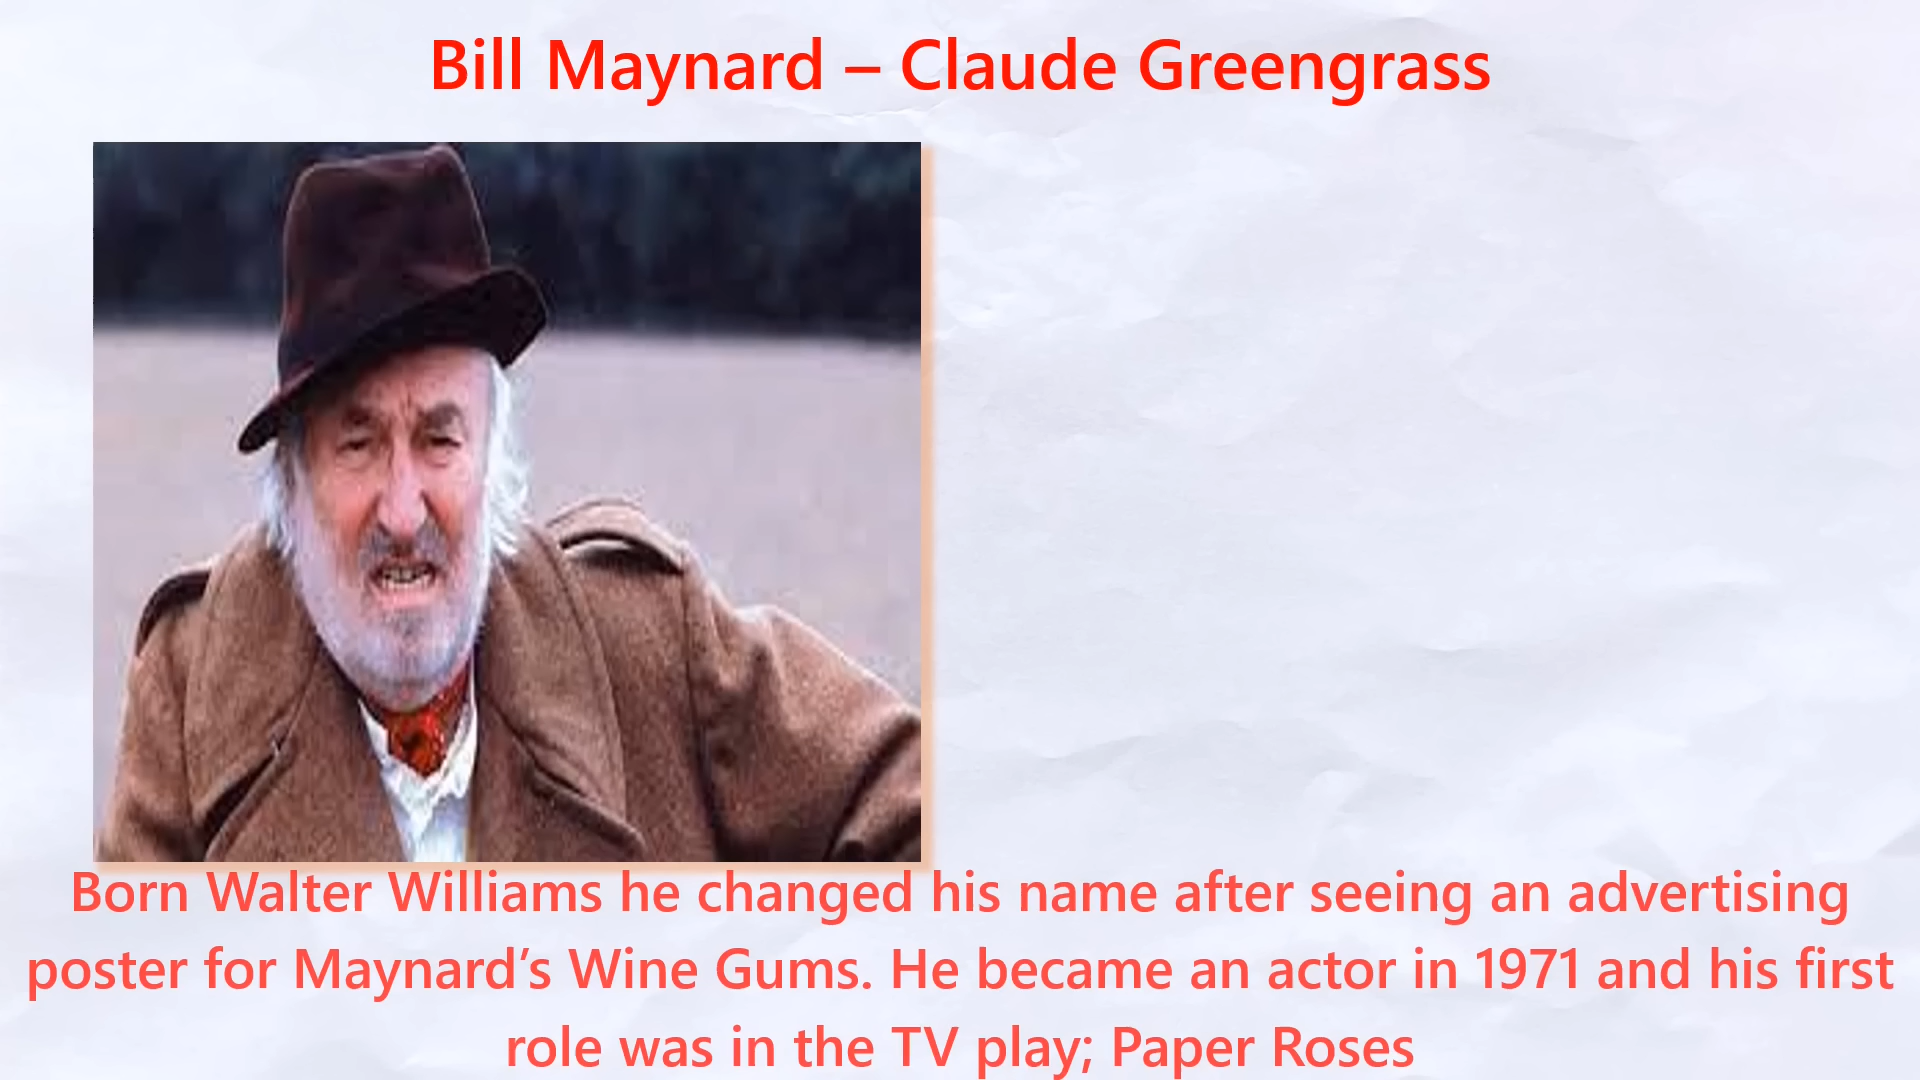 Bill Maynard – Claude Greengrass
Born Walter Williams he changed his name after seeing an advertising
poster for Maynard’s Wine Gums. He became an actor in 1971 and his first
role was in the TV play; Paper Roses